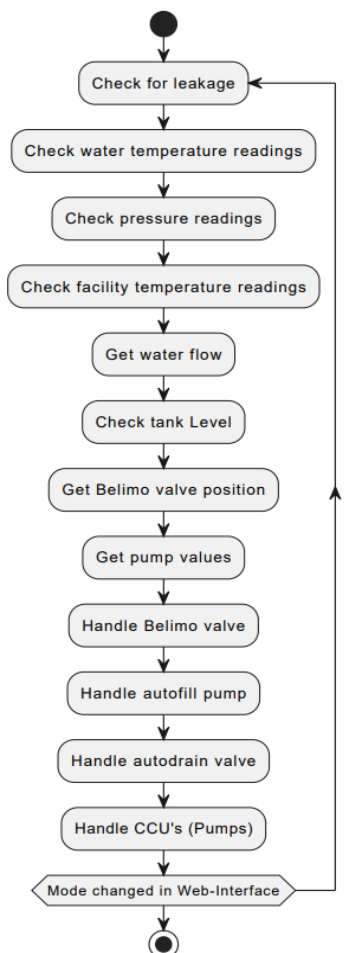 Check for leakage
Check water temperature readings
Check pressure readings
Check facility temperature readings
Get water flow
Check tank Level
Get Belimo valve position
Get pump values
Handle Belimo valve
Handle autofill pump
Handle autodrain valve
Handle CCU's (Pumps)
Mode changed in Web-Interface